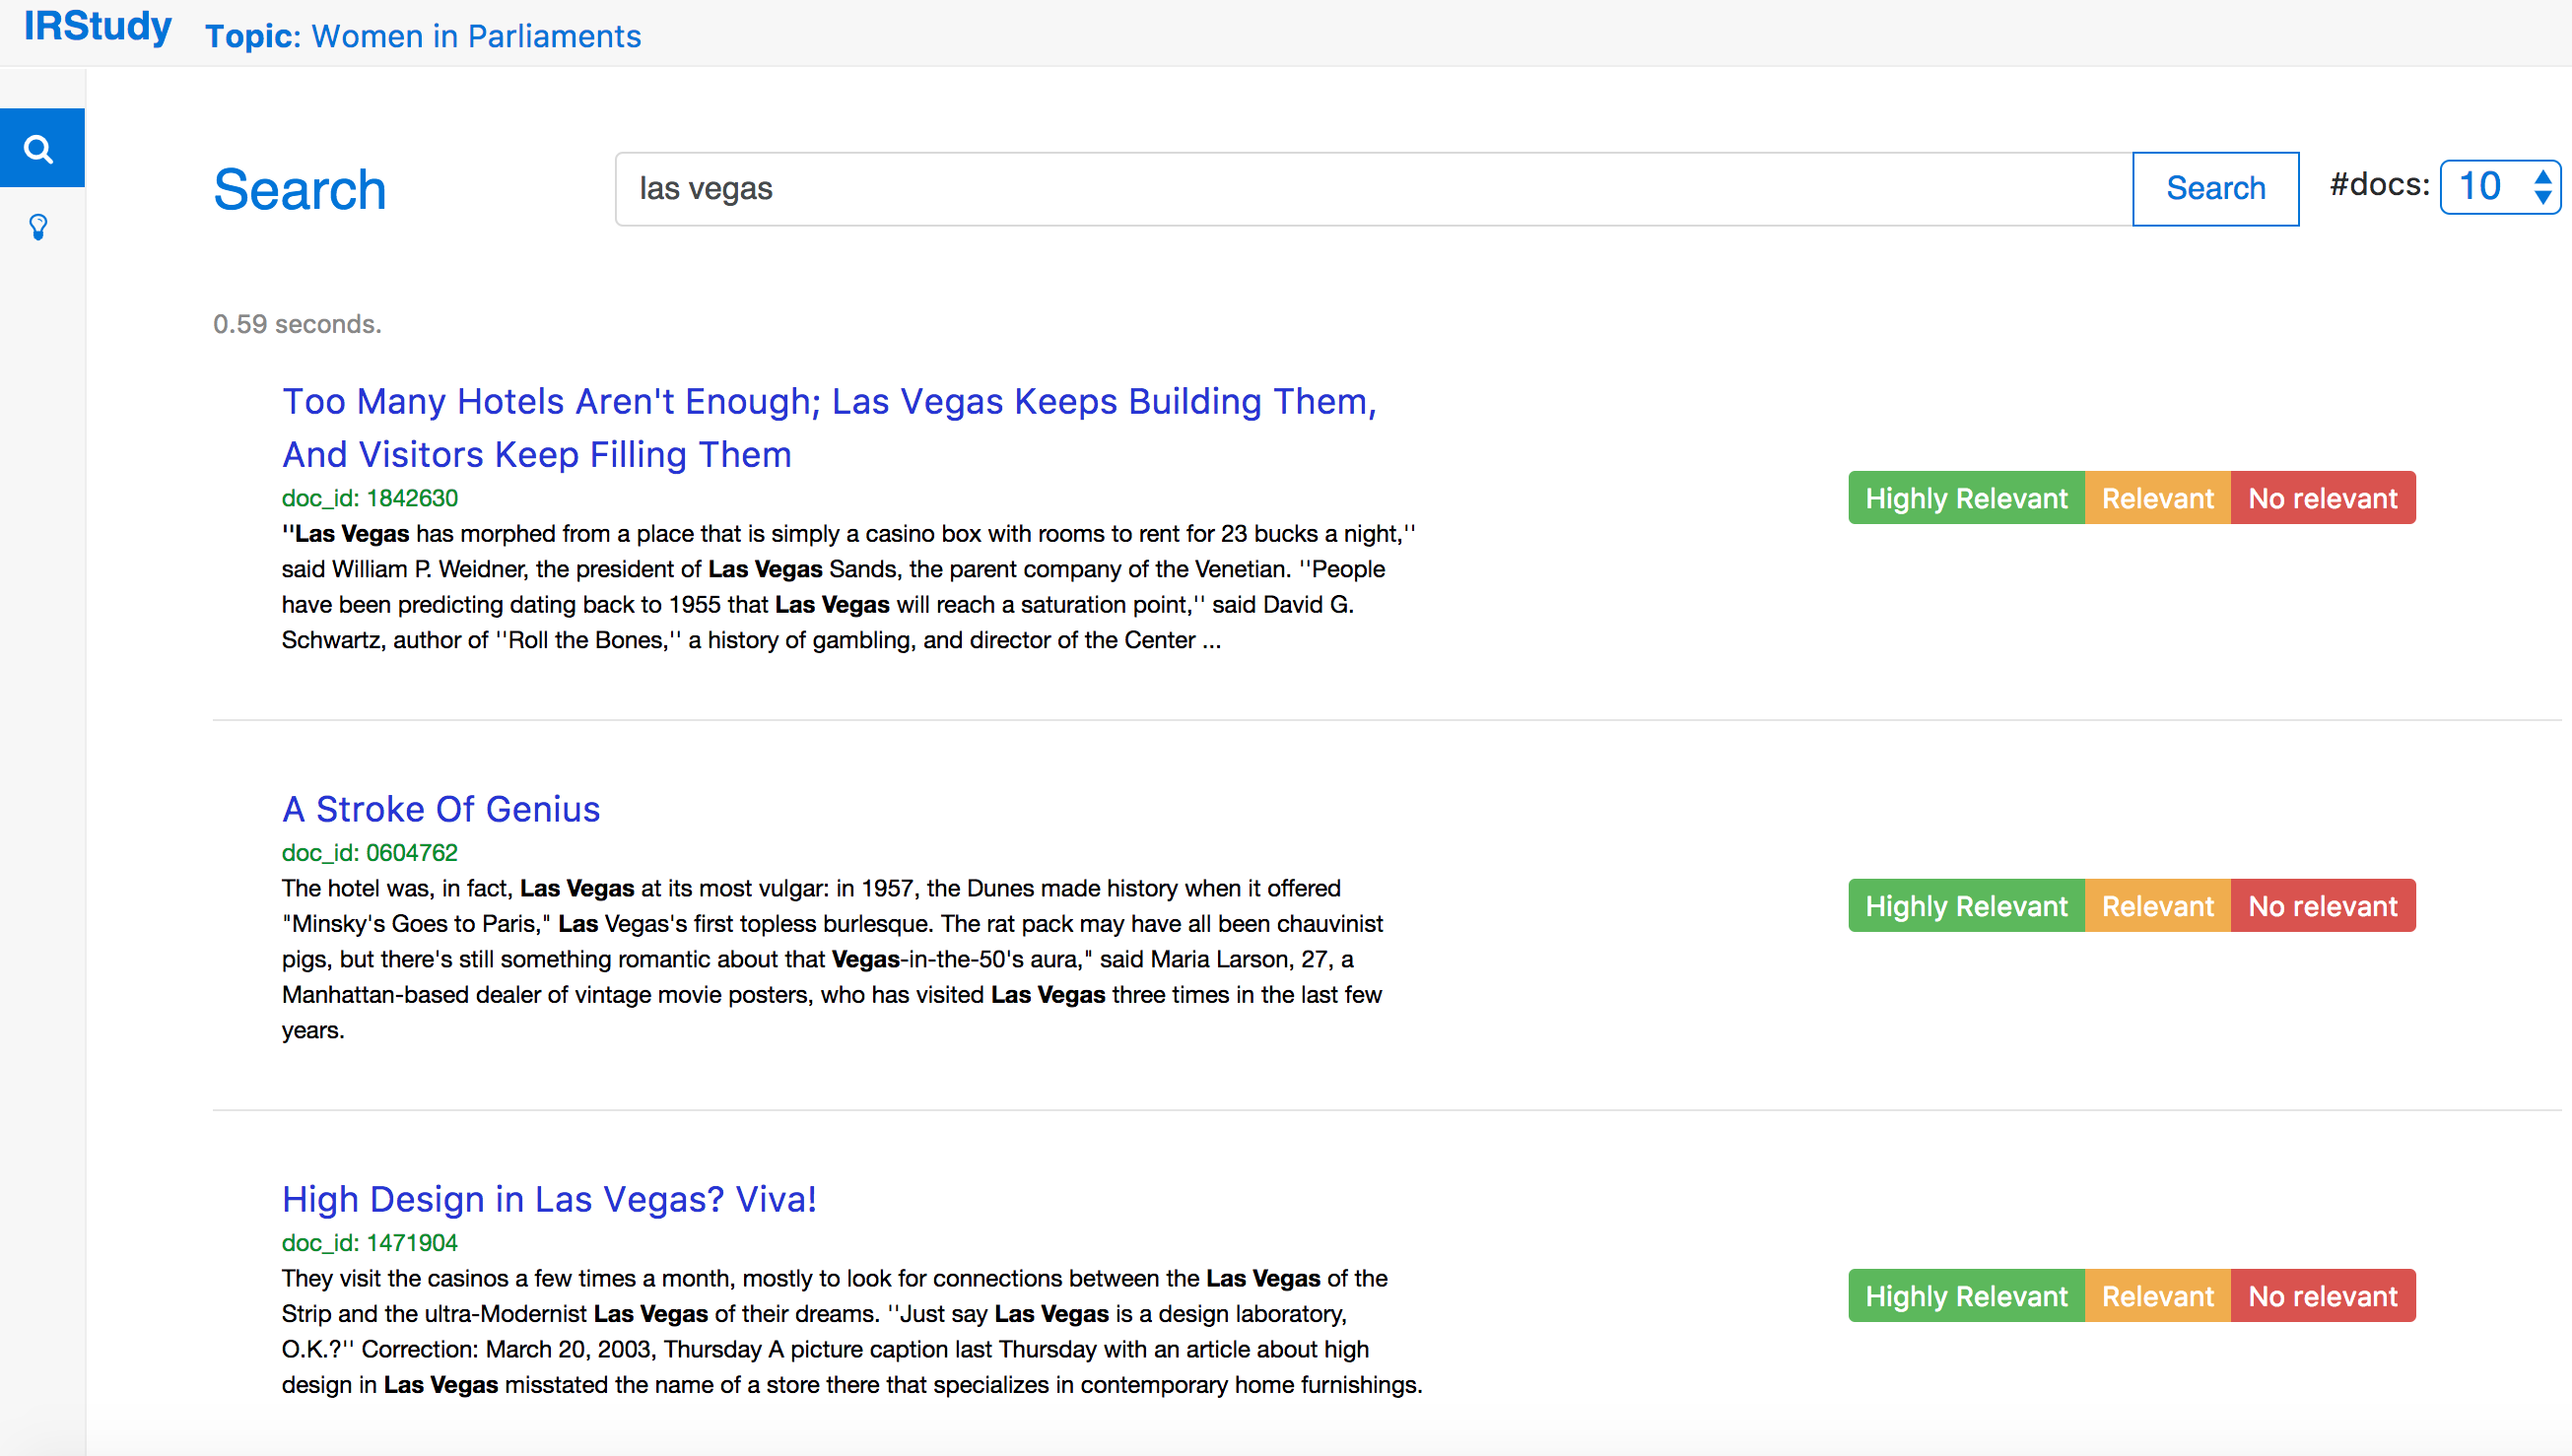 IRStudy Topic: Women in Parliaments
Search las vegas Search #docs: 10
0.59 seconds.
Too Many Hotels Aren't Enough; Las Vegas Keeps Building Them,
And Visitors Keep Filling Them
doc_id: 1842630
Highly Relevant Relevant No relevant
''Las Vegas has morphed from a place that is simply a casino box with rooms to rent for 23 bucks a night,''
said William P. Weidner, the president of Las Vegas Sands, the parent company of the Venetian. ''People
have been predicting dating back to 1955 that Las Vegas will reach a saturation point,'' said David G.
Schwartz, author of ''Roll the Bones,'' a history of gambling, and director of the Center ...
A Stroke Of Genius
doc_id: 0604762
The hotel was, in fact, Las Vegas at its most vulgar: in 1957, the Dunes made history when it offered
Highly Relevant Relevant No relevant
"Minsky's Goes to Paris," Las Vegas's first topless burlesque. The rat pack may have all been chauvinist
pigs, but there's still something romantic about that Vegas-in-the-50's aura," said Maria Larson, 27, a
Manhattan-based dealer of vintage movie posters, who has visited Las Vegas three times in the last few
years.
High Design in Las Vegas? Viva!
doc_id: 1471904
They visit the casinos a few times a month, mostly to look for connections between the Las Vegas of the
Highly Relevant Relevant No relevant
Strip and the ultra-Modernist Las Vegas of their dreams. ''Just say Las Vegas is a design laboratory,
O.K.?'' Correction: March 20, 2003, Thursday A picture caption last Thursday with an article about high
design in Las Vegas misstated the name of a store there that specializes in contemporary home furnishings.